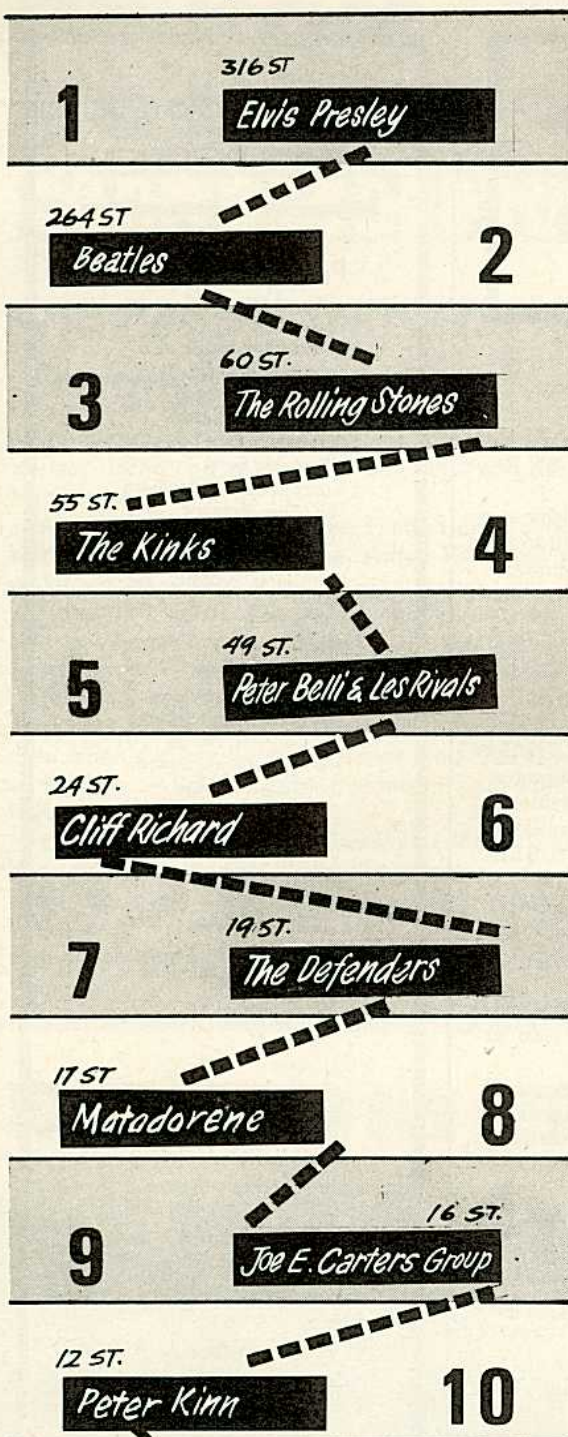 316 ST
1
Elvis Presley
264 ST
Beatles
2
60 ST.
3
The Rolling Stones
55 ST.
The Kinks
4
49 ST.
5
Peter Belli & Les Rivals
24 ST.
Cliff Richard
6
19 ST.
7
The Defenders
17 ST
Matadorene
8
16 ST.
9
Joe E. Carters Group
12 ST.
Peter Kinn
10